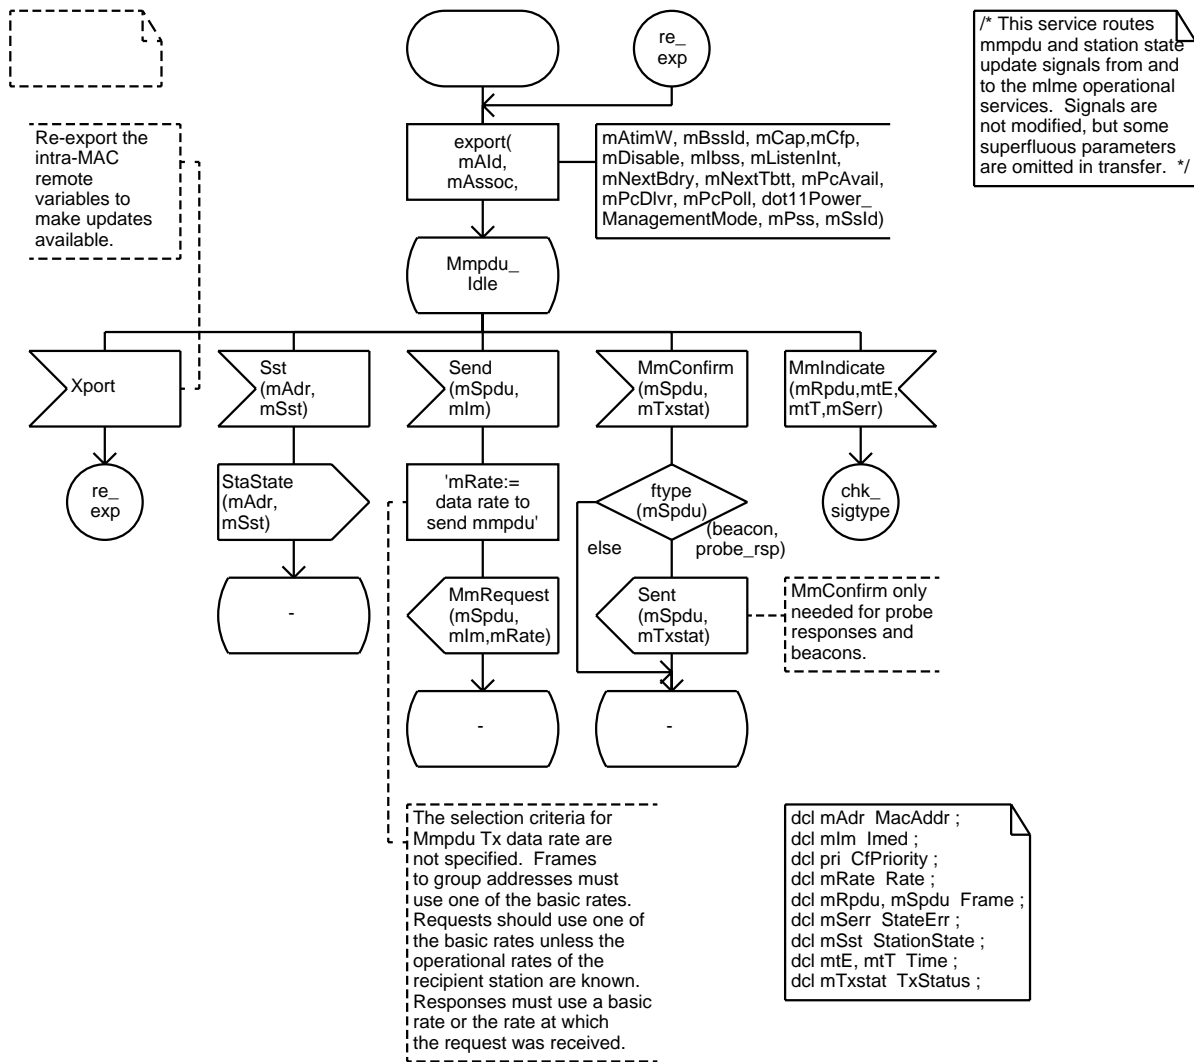 re_
exp
/* This service routes
mmpdu and station state
update signals from and
to the mlme operational
services.  Signals are
not modified, but some
superfluous parameters
are omitted in transfer.  */
Re-export the
intra-MAC
remote
variables to
make updates
available.
export(
mAId,
mAssoc,
mAtimW, mBssId, mCap,mCfp,
mDisable, mIbss, mListenInt,
mNextBdry, mNextTbtt, mPcAvail,
mPcDlvr, mPcPoll, dot11Power_
ManagementMode, mPss, mSsId)
Mmpdu_
Idle
Xport
Sst
(mAdr,
mSst)
Send
(mSpdu,
mIm)
MmConfirm
(mSpdu,
mTxstat)
MmIndicate
(mRpdu,mtE,
mtT,mSerr)
re_
exp
StaState
(mAdr,
mSst)
'mRate:=
data rate to
send mmpdu'
ftype
(mSpdu)
chk_
sigtype
else
(beacon,
probe_rsp)
-
MmRequest
(mSpdu,
mIm,mRate)
Sent
(mSpdu,
mTxstat)
MmConfirm only
needed for probe
responses and
beacons.
-
-
The selection criteria for
Mmpdu Tx data rate are
not specified.  Frames
to group addresses must
use one of the basic rates.
Requests should use one of
the basic rates unless the
operational rates of the
recipient station are known.
Responses must use a basic
rate or the rate at which
the request was received.
dcl mAdr  MacAddr ;
dcl mIm  Imed ;
dcl pri  CfPriority ;
dcl mRate  Rate ;
dcl mRpdu, mSpdu  Frame ;
dcl mSerr  StateErr ;
dcl mSst  StationState ;
dcl mtE, mtT  Time ;
dcl mTxstat  TxStatus ;